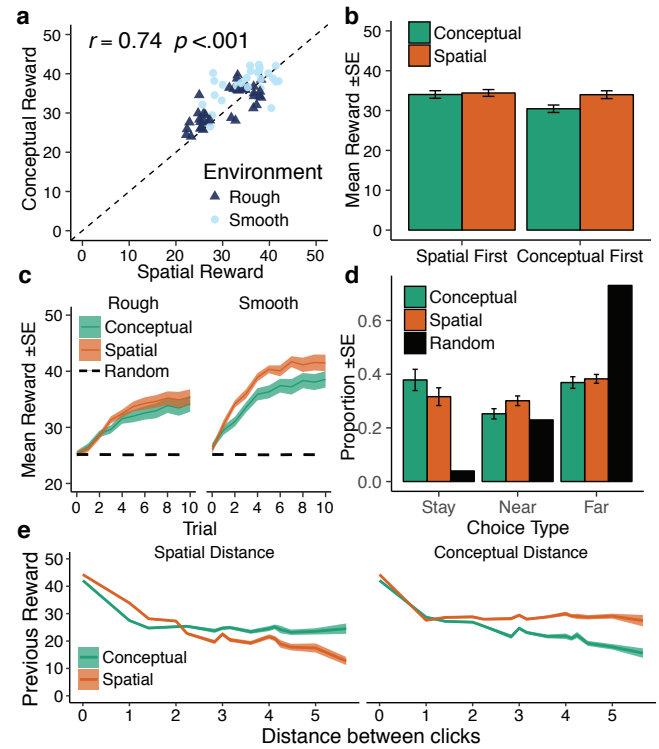 a
r = 0.74 p <.001
Conceptual Reward
50
40
30
20
10
0
Environment
Rough
Smooth
0 10 20 30 40 50
Spatial Reward
b
Mean Reward ±SE
50
40
30
20
10
0
Conceptual
Spatial
Spatial First Conceptual First
c
Rough Smooth
Mean Reward ±SE
50
40
30
20
Conceptual
Spatial
Random
0 2 4 6 8 10 0 2 4 6 8 10
Trial
d
Proportion ±SE
0.6
0.4
0.2
0.0
Conceptual
Spatial
Random
Stay Near Far
Choice Type
e
Spatial Distance Conceptual Distance
Previous Reward
50
40
30
20
10
0
Conceptual
Spatial
0 1 2 3 4 5 0 1 2 3 4 5
Distance between clicks